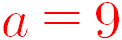 a = 9